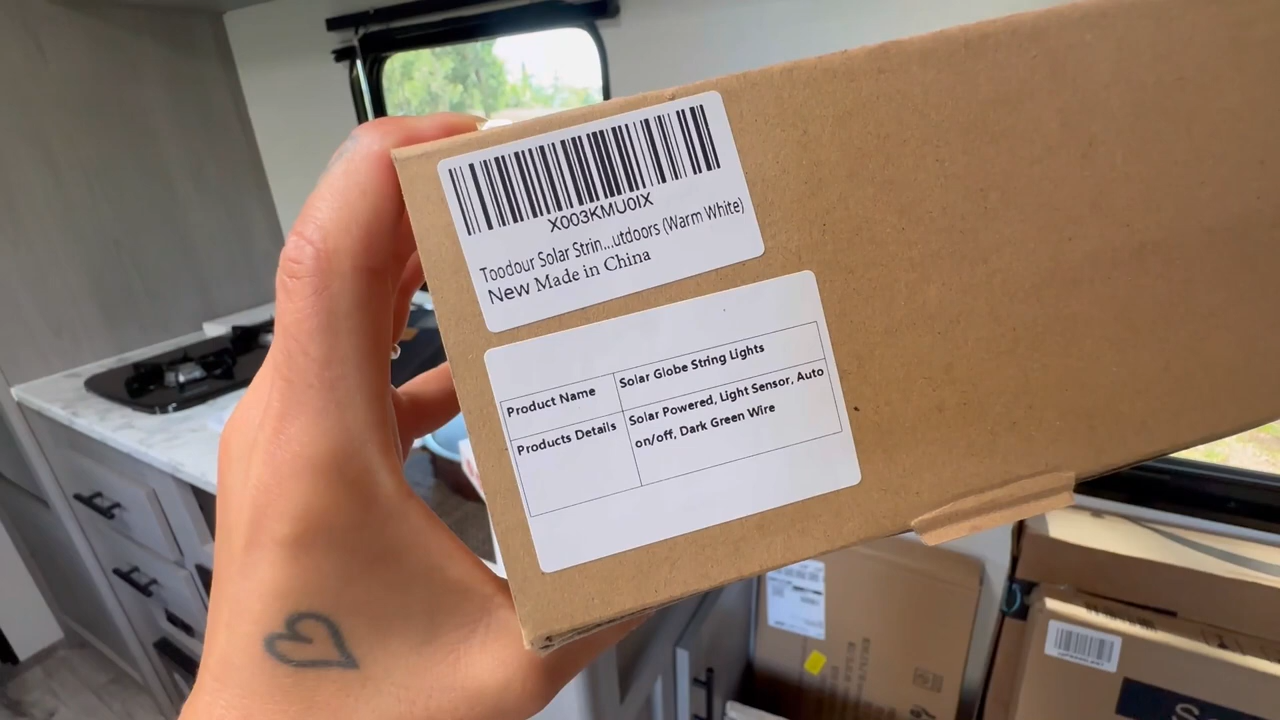 X003KMU0IX
Toodour Solar Strin...utdoors (Warm White)
New Made in China
Product Name
Solar Globe String Lights
Products Details
Solar Powered, Light Sensor, Auto
on/off, Dark Green Wire
S